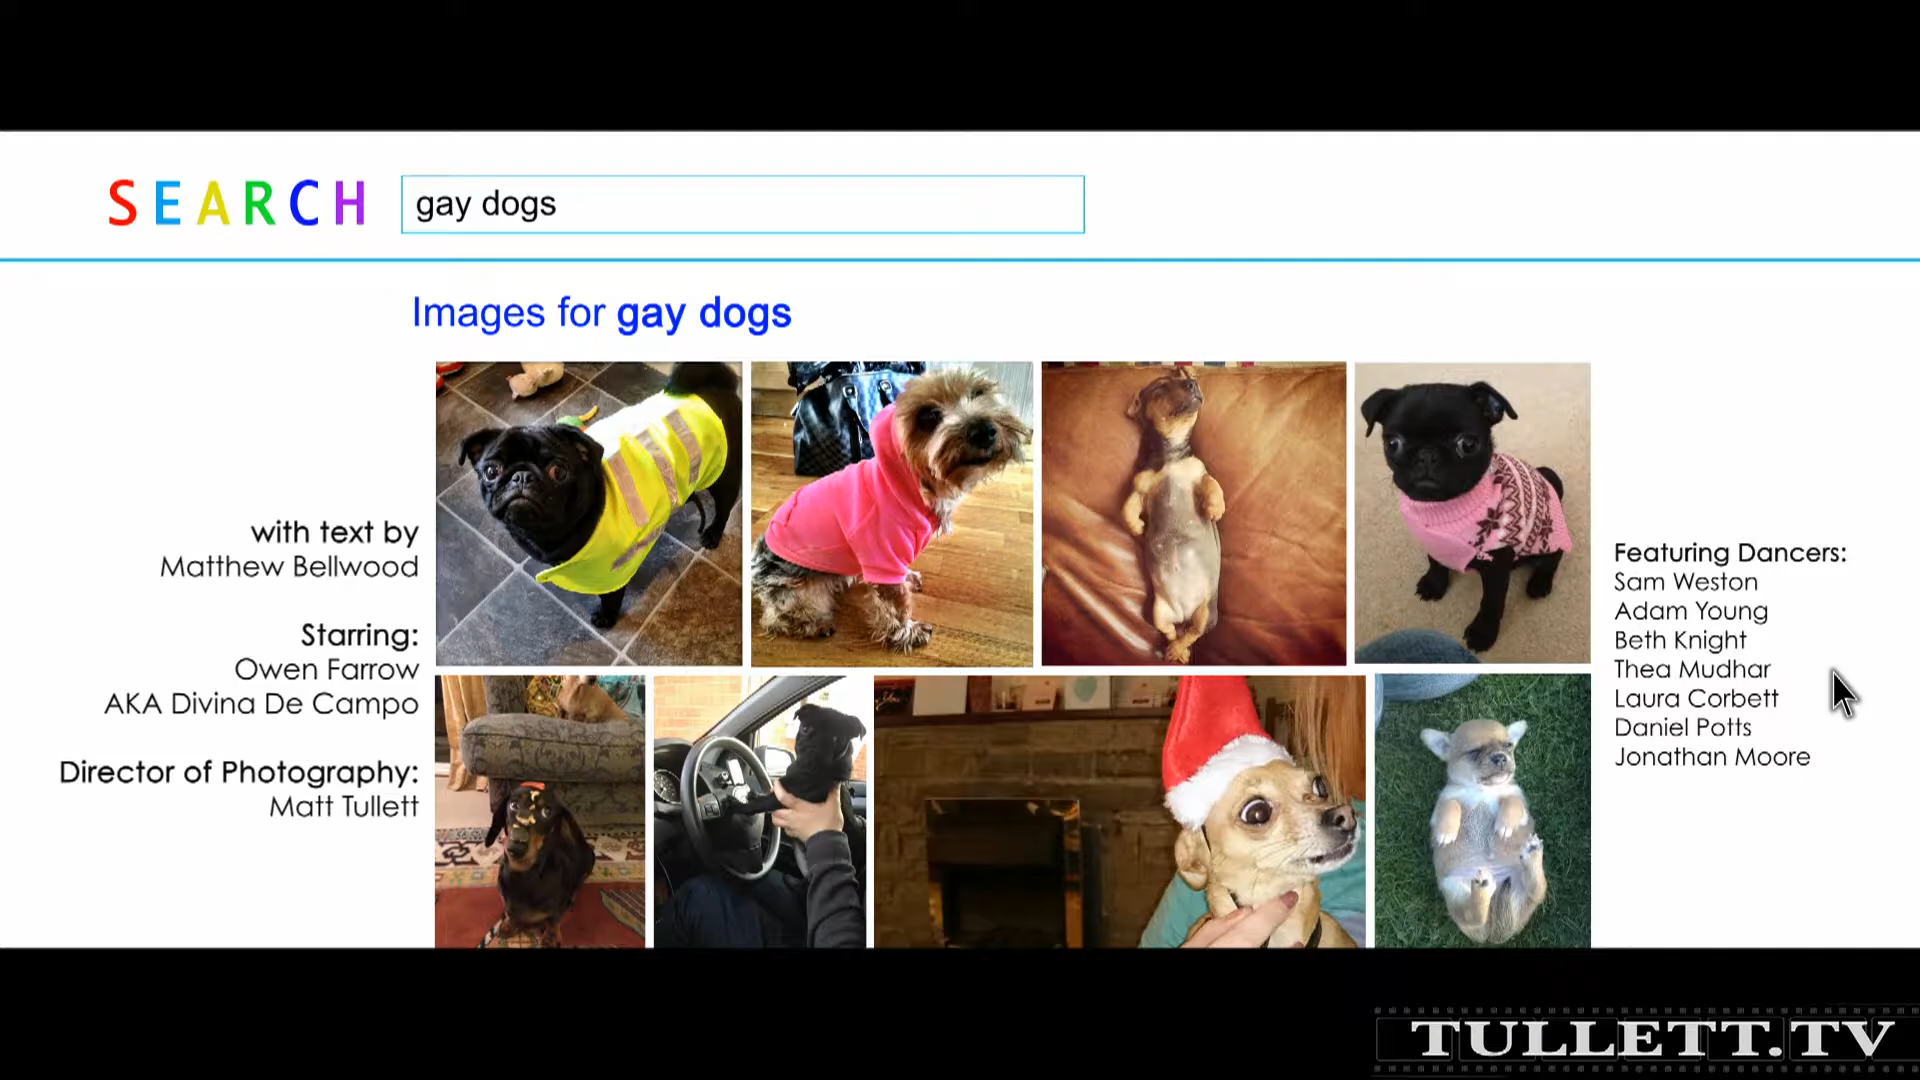 SEARCH
gay dogs
Images for gay dogs
with text by
Matthew Bellwood
Starring:
Owen Farrow
AKA Divina De Campo
Director of Photography:
Matt Tullett
Featuring Dancers:
Sam Weston
Adam Young
Beth Knight
Thea Mudhar
Laura Corbett
Daniel Potts
Jonathan Moore
TULLETT.TV